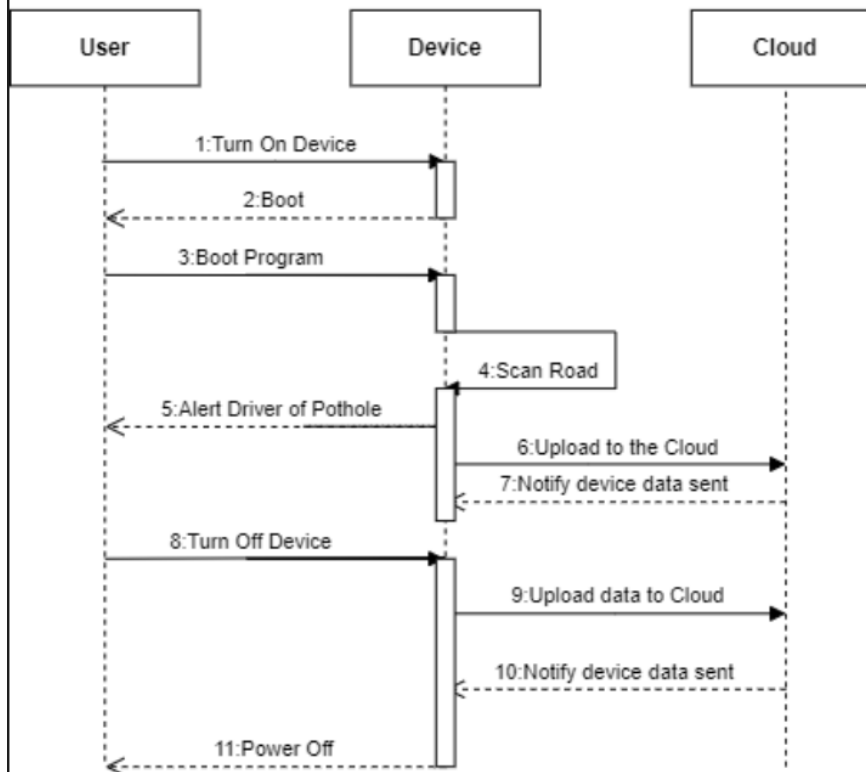 User
Device
Cloud
1:Turn On Device
2:Boot
3:Boot Program
4:Scan Road
5:Alert Driver of Pothole
6:Upload to the Cloud
7:Notify device data sent
8:Turn Off Device
9:Upload data to Cloud
10:Notify device data sent
11:Power Off